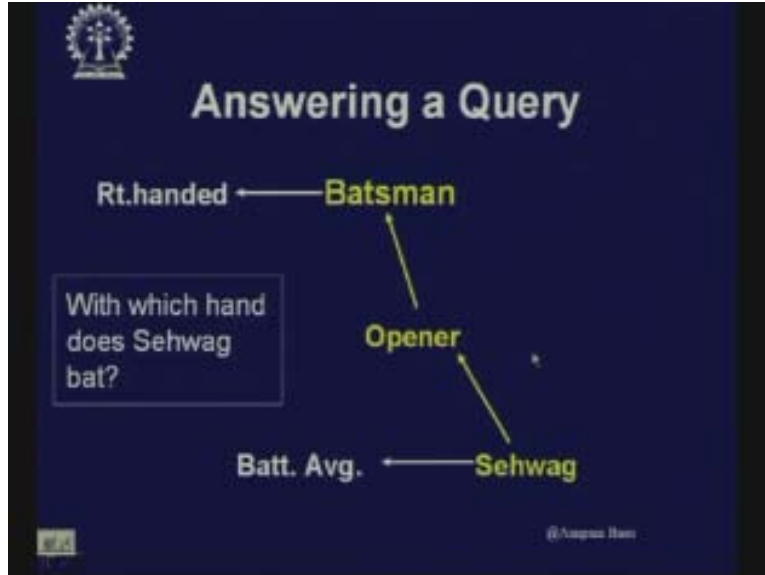 Answering a Query
Rt.handed
Batsman
With which hand
does Sehwag
bat?
Opener
Batt. Avg.
Sehwag